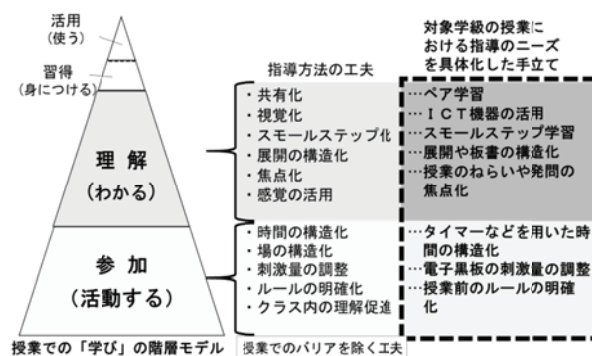 活用
(使う)
習得
(身につける)
理 解
(わかる)
参 加
(活動する)
授業での「学び」の階層モデル
指導方法の工夫
・共有化
・視覚化
・スモールステップ化
・展開の構造化
・焦点化
・感覚の活用
・時間の構造化
・場の構造化
・刺激量の調整
・ルールの明確化
・クラス内の理解促進
授業でのバリアを除く工夫
対象学級の授業に
おける指導のニーズ
を具体化した手立て
…ペア学習
…ICT機器の活用
…スモールステップ学習
…展開や板書の構造化
…授業のねらいや発問の
焦点化
…タイマーなどを用いた時
間の構造化
…電子黒板の刺激量の調整
…授業前のルールの明確
化